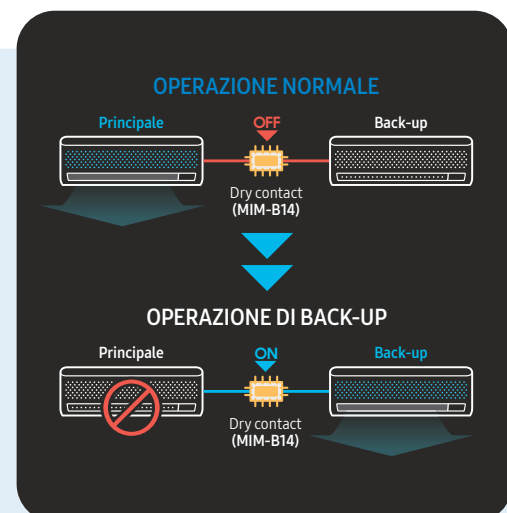 OPERAZIONE NORMALE
Principale
OFF
Back-up
Dry contact
(MIM-B14)
OPERAZIONE DI BACK-UP
Principale
ON
Back-up
Dry contact
(MIM-B14)